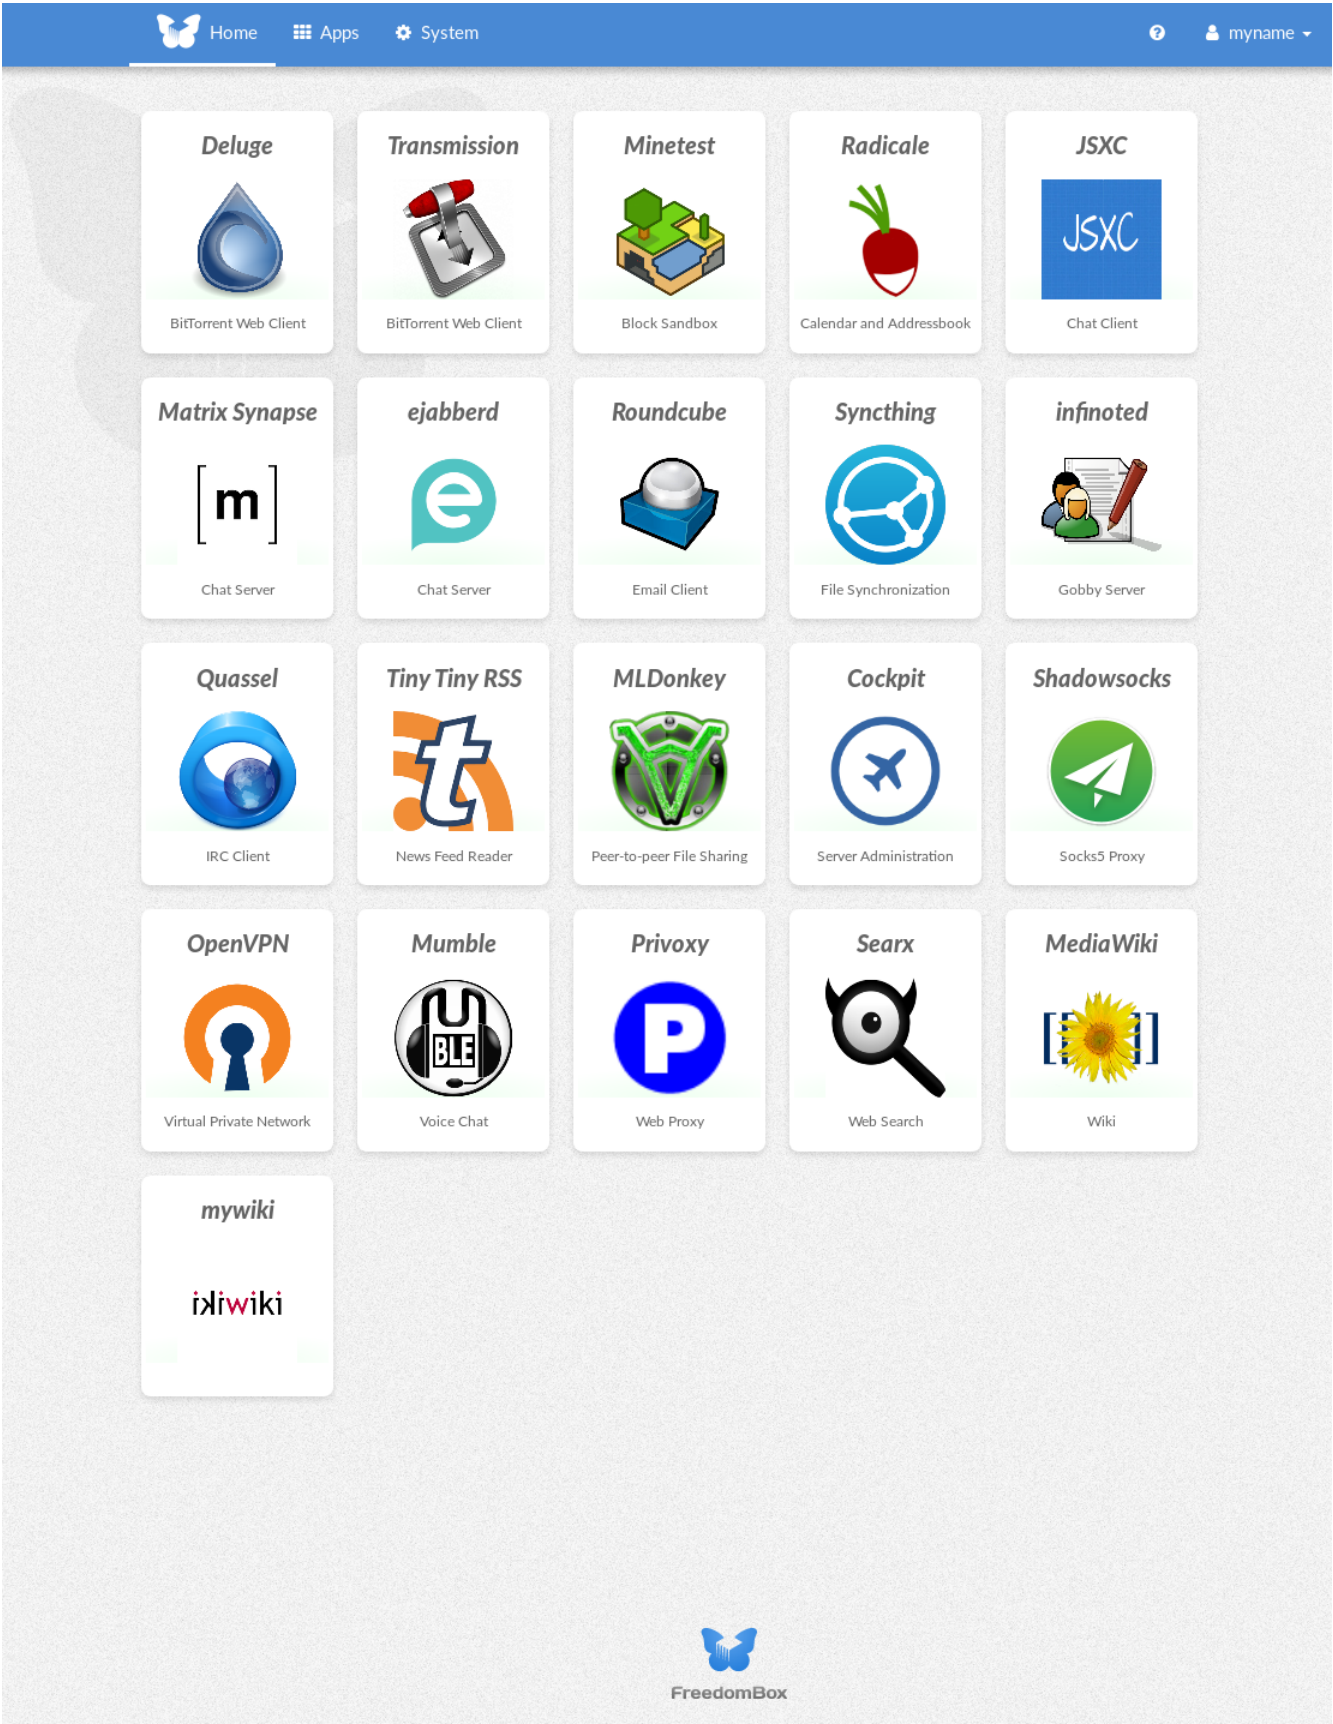 Home Apps System myname
Deluge Transmission Minetest Radicale JSXC
JSXC
BitTorrent Web Client BitTorrent Web Client Block Sandbox Calendar and Addressbook Chat Client
Matrix Synapse ejabberd Roundcube Syncthing infinoted
[m] e
Chat Server Chat Server Email Client File Synchronization Gobby Server
Quassel Tiny Tiny RSS MLDonkey Cockpit Shadowsocks
t
IRC Client News Feed Reader Peer-to-peer File Sharing Server Administration Socks5 Proxy
OpenVPN Mumble Privoxy Searx MediaWiki
BLE P [[ ]]
Virtual Private Network Voice Chat Web Proxy Web Search Wiki
mywiki
ikiwiki
FreedomBox